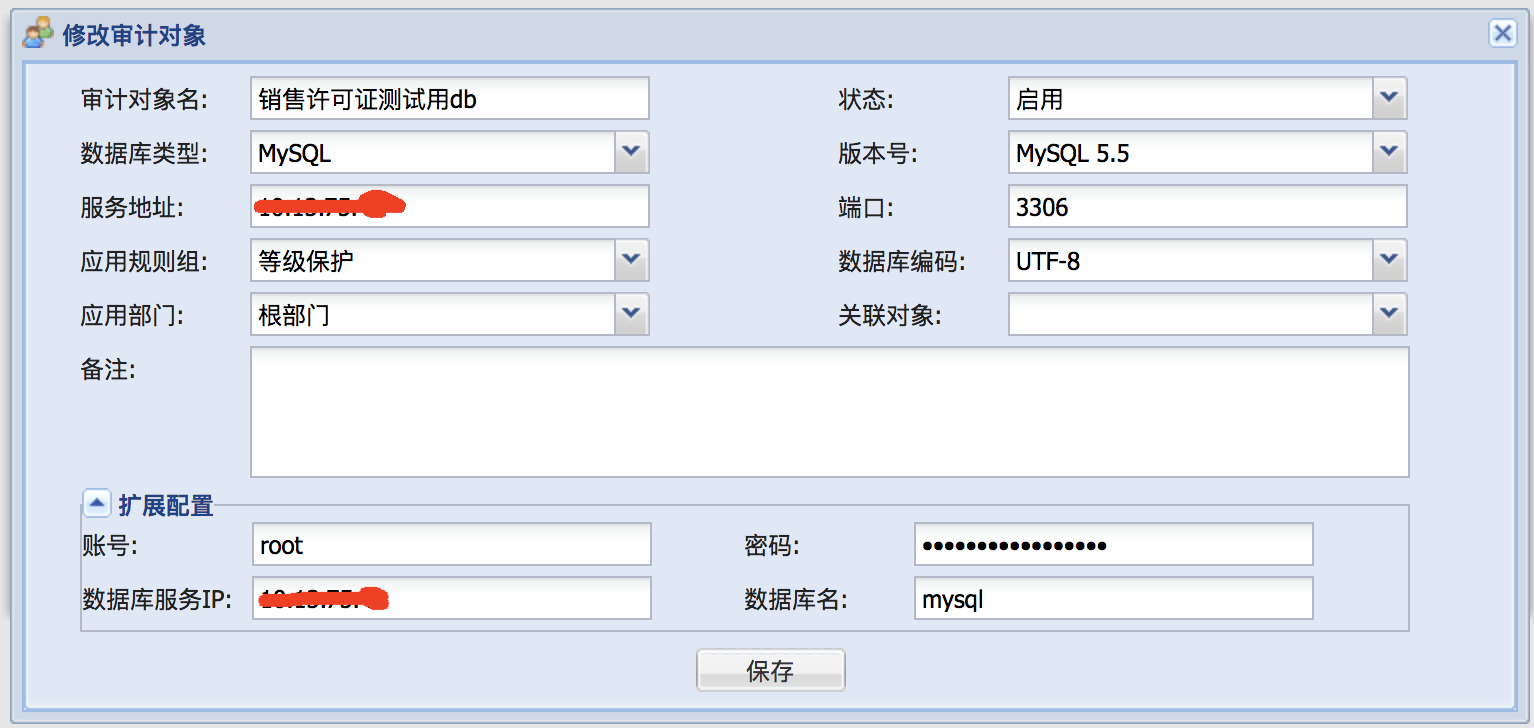 修改审计对象
审计对象名: 销售许可证测试用db 状态: 启用
数据库类型: MySQL 版本号: MySQL 5.5
服务地址: 端口: 3306
应用规则组: 等级保护 数据库编码: UTF-8
应用部门: 根部门 关联对象:
备注:
扩展配置
账号: root 密码: •••••••••••••••••
数据库服务IP: 数据库名: mysql
保存